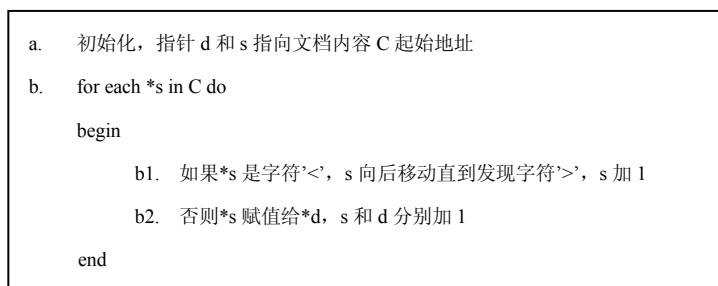 a. 初始化，指针 d 和 s 指向文档内容 C 起始地址
b. for each *s in C do
begin
b1. 如果*s 是字符’<’，s 向后移动直到发现字符’>’，s 加 1
b2. 否则*s 赋值给*d，s 和 d 分别加 1
end